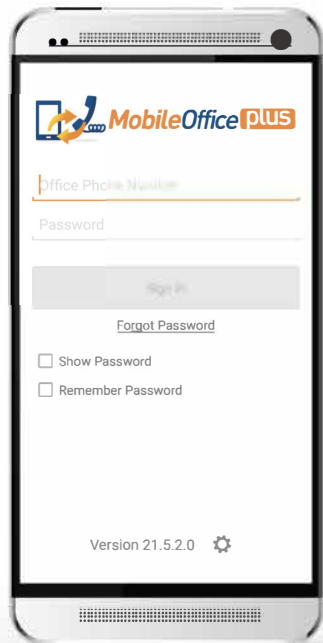 MobileOffice plus
Office Phone Number
Password
Sign In
Forgot Password
Show Password
Remember Password
Version 21.5.2.0